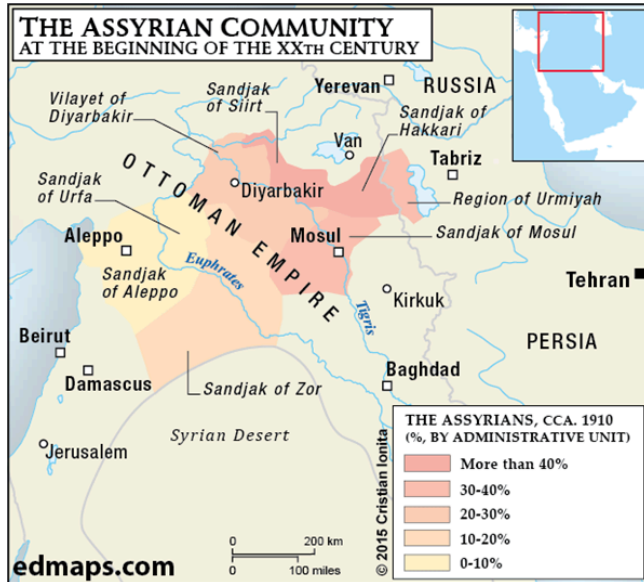 THE ASSYRIAN COMMUNITY
AT THE BEGINNING OF THE XXTH CENTURY
Yerevan
RUSSIA
Sandjak
of Siirt
Vilayet of
Diyarbakir
Sandjak of
Hakkari
Van
Tabriz
OTTOMAN EMPIRE
Diyarbakir
Sandjak
of Urfa
Region of Urmiyah
Aleppo
Mosul
Sandjak of Mosul
Sandjak
of Aleppo
Euphrates
Tigris
Kirkuk
Tehran
Beirut
PERSIA
Damascus
Baghdad
Sandjak of Zor
Syrian Desert
Jerusalem
THE ASSYRIANS, CCA. 1910
(%, BY ADMINISTRATIVE UNIT)
More than 40%
30-40%
20-30%
10-20%
0-10%
0 200 km
0 100 miles
© 2015 Cristian Ionita
edmaps.com